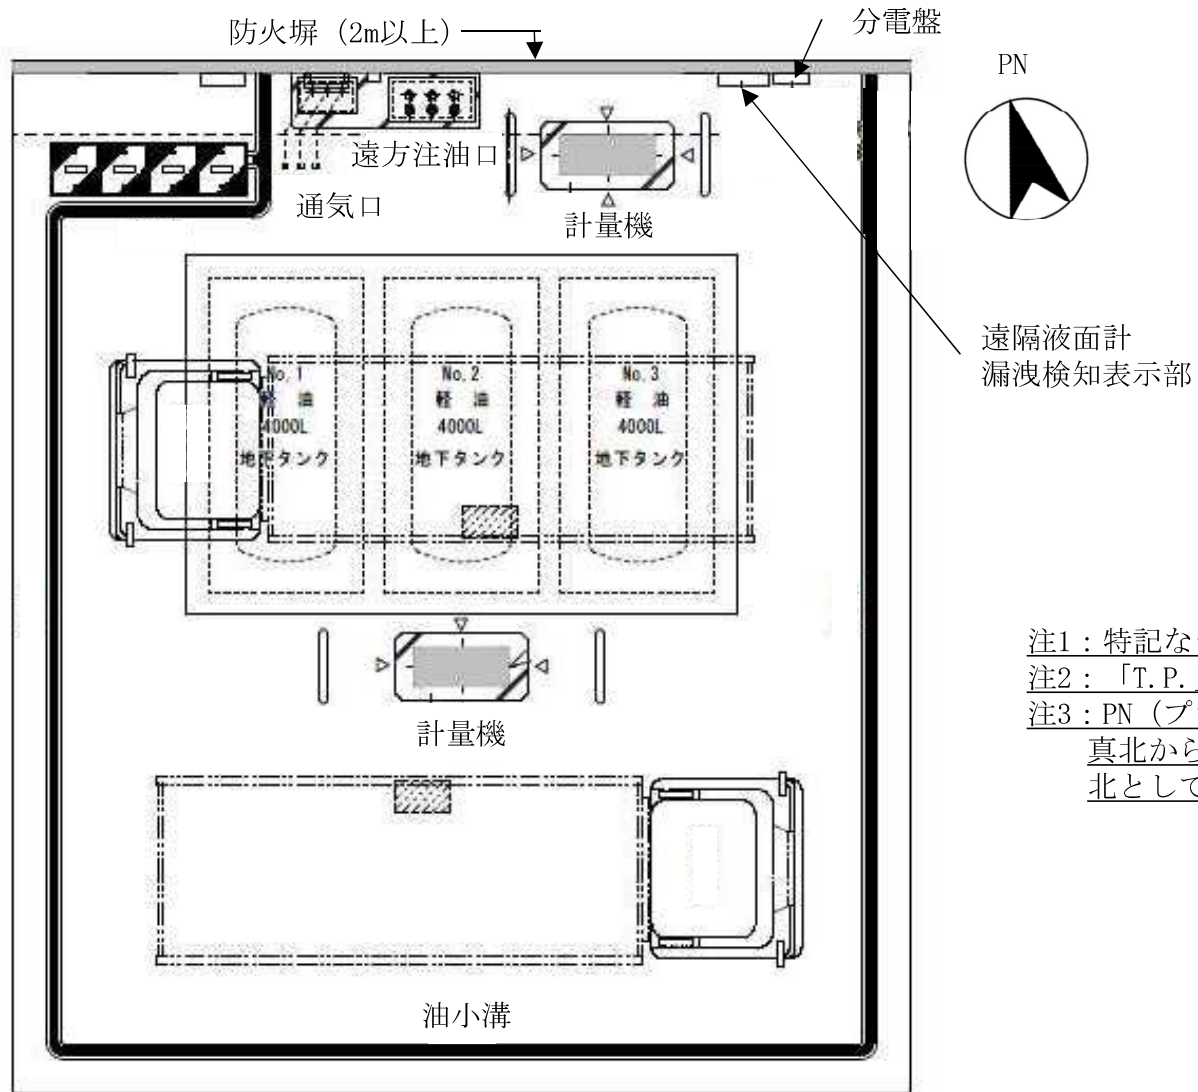 分電盤
防火塀 (2m以上)
PN
遠方注油口
通気口
計量機
遠隔液面計
漏洩検知表示部
No.1
軽 油
4000L
地下タンク
No.2
軽 油
4000L
地下タンク
No.3
軽 油
4000L
地下タンク
計量機
油小溝
注1：特記な
注2：「T.P.
注3：PN（プ
真北から
北として